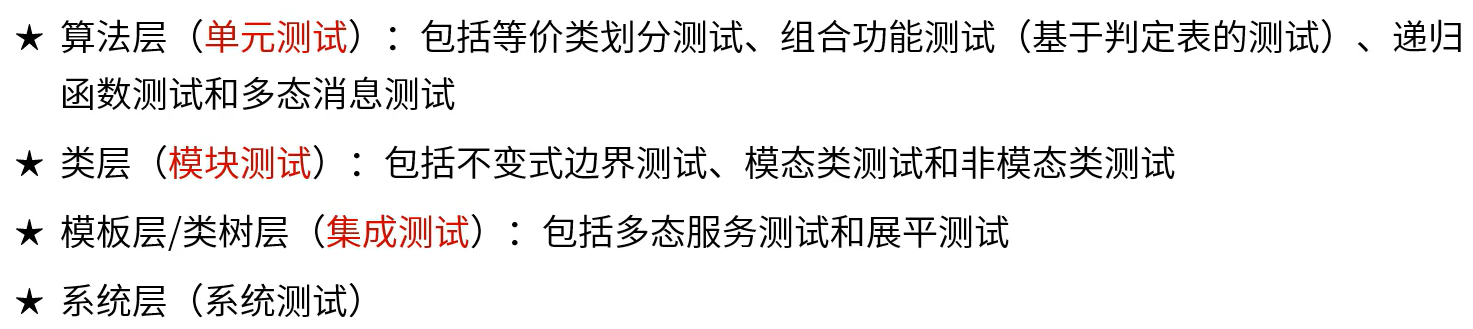 ★ 算法层（单元测试）：包括等价类划分测试、组合功能测试（基于判定表的测试）、递归
函数测试和多态消息测试
★ 类层（模块测试）：包括不变式边界测试、模态类测试和非模态类测试
★ 模板层/类树层（集成测试）：包括多态服务测试和展平测试
★ 系统层（系统测试）